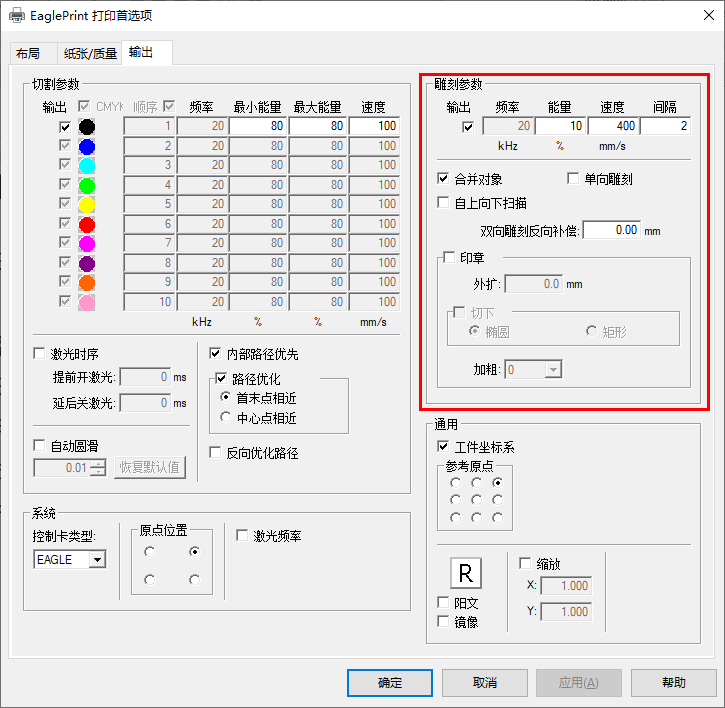 EaglePrint 打印首选项
布局 纸张/质量 输出
切割参数
输出 CMYK 顺序 频率 最小能量 最大能量 速度
1 20 80 80 100
2 20 80 80 100
3 20 80 80 100
4 20 80 80 100
5 20 80 80 100
6 20 80 80 100
7 20 80 80 100
8 20 80 80 100
9 20 80 80 100
10 20 80 80 100
kHz % % mm/s
激光时序
提前开激光: 0 ms
延后关激光: 0 ms
自动圆滑
0.01 恢复默认值
内部路径优先
路径优化
首末点相近
中心点相近
反向优化路径
系统
控制卡类型:
EAGLE
原点位置
激光频率
雕刻参数
输出 频率 能量 速度 间隔
20 10 400 2
kHz % mm/s
合并对象 单向雕刻
自上向下扫描
双向雕刻反向补偿: 0.00 mm
印章
外扩: 0.0 mm
切下
椭圆 矩形
加粗: 0
通用
工件坐标系
参考原点
R
阳文
镜像
缩放
X: 1.000
Y: 1.000
确定 取消 应用(A) 帮助